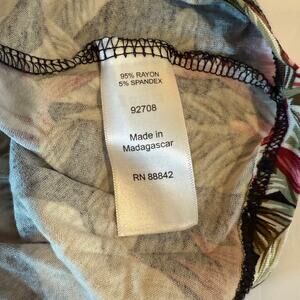 95% RAYON
5% SPANDEX
92708
Made in
Madagascar
RN 88842